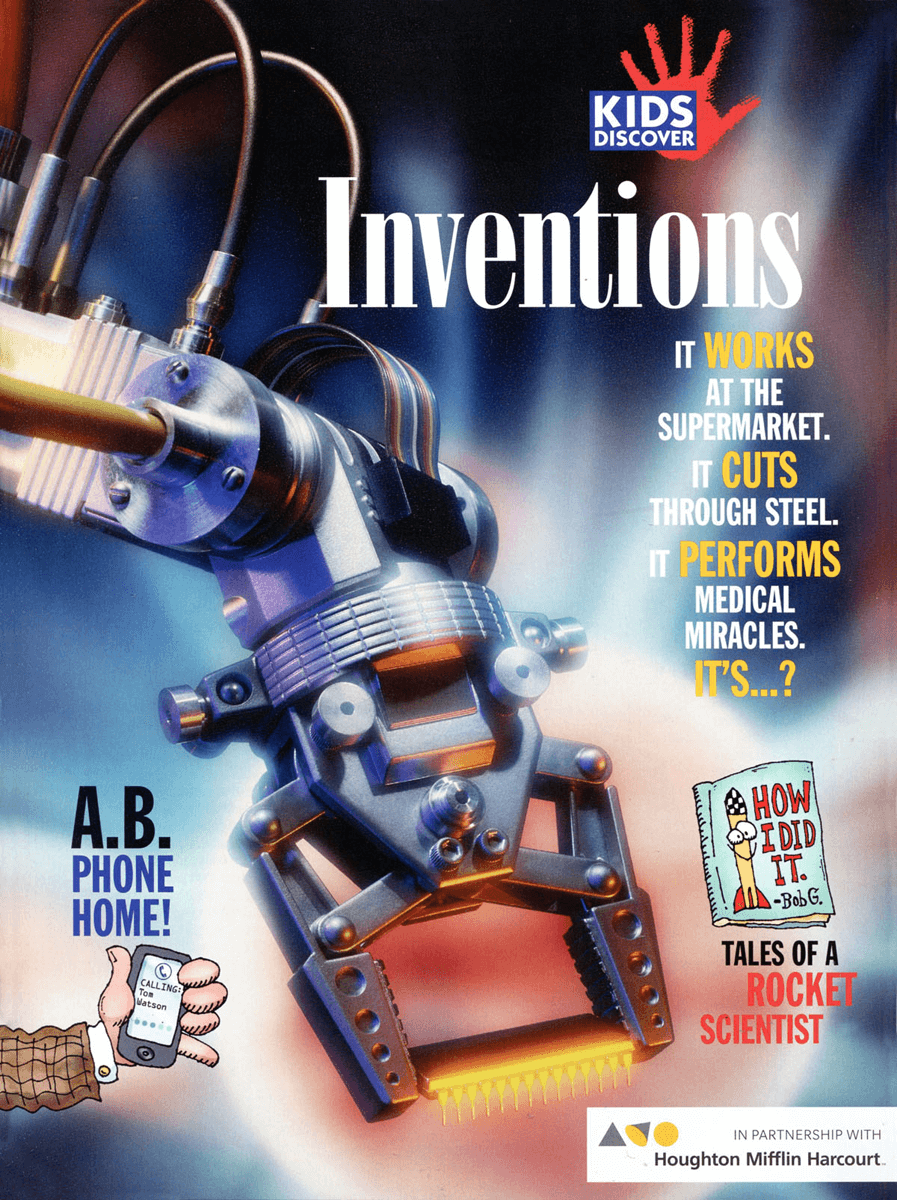 KIDS
DISCOVER
Inventions
IT WORKS
AT THE
SUPERMARKET.
IT CUTS
THROUGH STEEL.
IT PERFORMS
MEDICAL
MIRACLES.
IT'S...?
A.B.
PHONE
HOME!
CALLING:
Tom
Watson
HOW
I DID
IT.
-Bob G.
TALES OF A
ROCKET
SCIENTIST
IN PARTNERSHIP WITH
Houghton Mifflin Harcourt